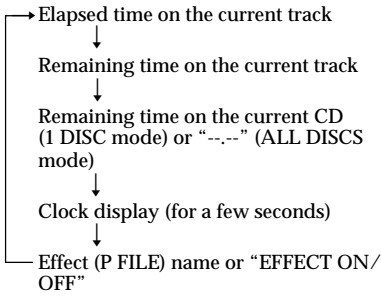 Elapsed time on the current track
Remaining time on the current track
Remaining time on the current CD
(1 DISC mode) or “--.--” (ALL DISCS
mode)
Clock display (for a few seconds)
Effect (P FILE) name or “EFFECT ON/
OFF”